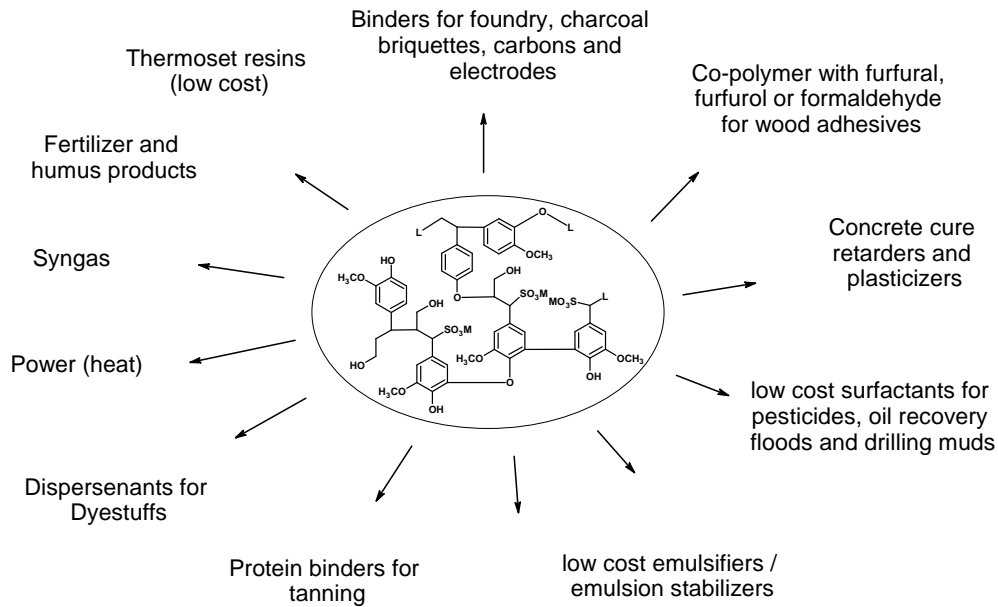 Binders for foundry, charcoal
briquettes, carbons and
electrodes
Thermoset resins
(low cost)
Co-polymer with furfural,
furfurol or formaldehyde
for wood adhesives
Fertilizer and
humus products
Concrete cure
retarders and
plasticizers
Syngas
Power (heat)
low cost surfactants for
pesticides, oil recovery
floods and drilling muds
Dispersenants for
Dyestuffs
Protein binders for
tanning
low cost emulsifiers /
emulsion stabilizers
O
L
L
OCH3
HO
H3CO
OH
O
SO3M
MO3S
L
OH
SO3M
HO
H3CO
OCH3
H3CO
OH
O
OH